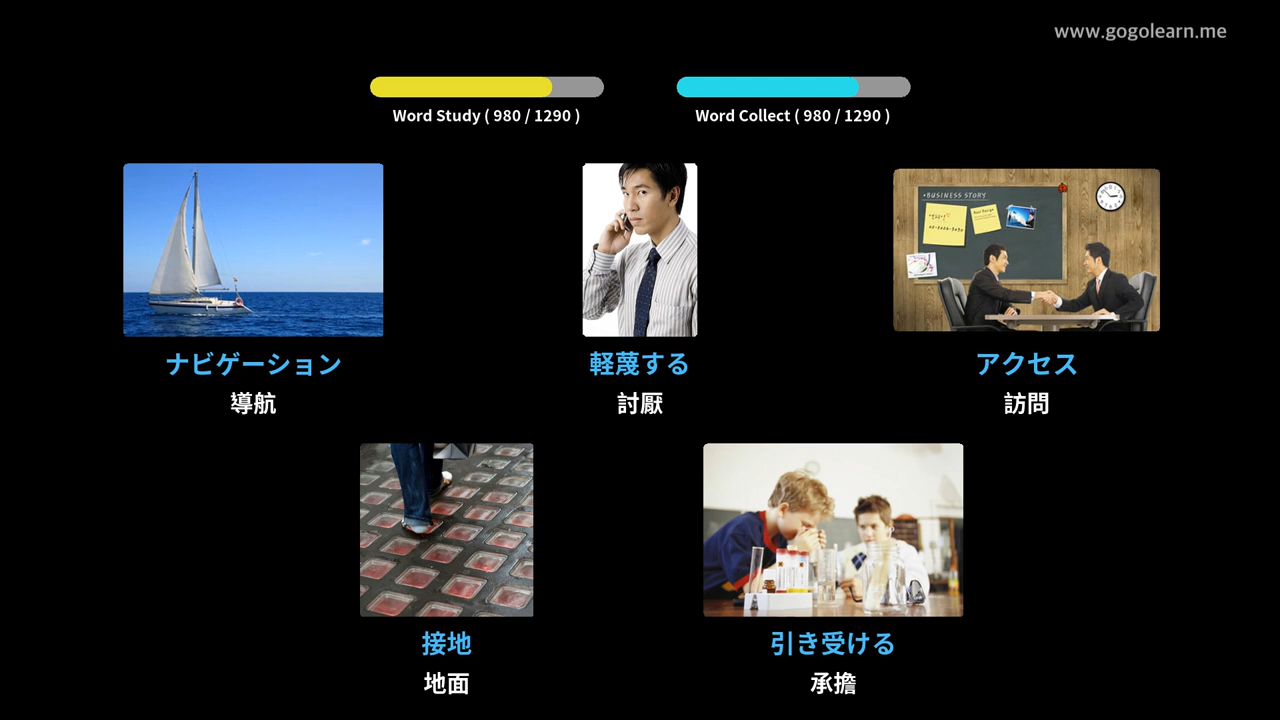 www.gogolearn.me
Word Study ( 980 / 1290 )
Word Collect ( 980 / 1290 )
BUSINESS STORY
ナビゲーション
導航
軽蔑する
討厭
アクセス
訪問
接地
地面
引き受ける
承擔